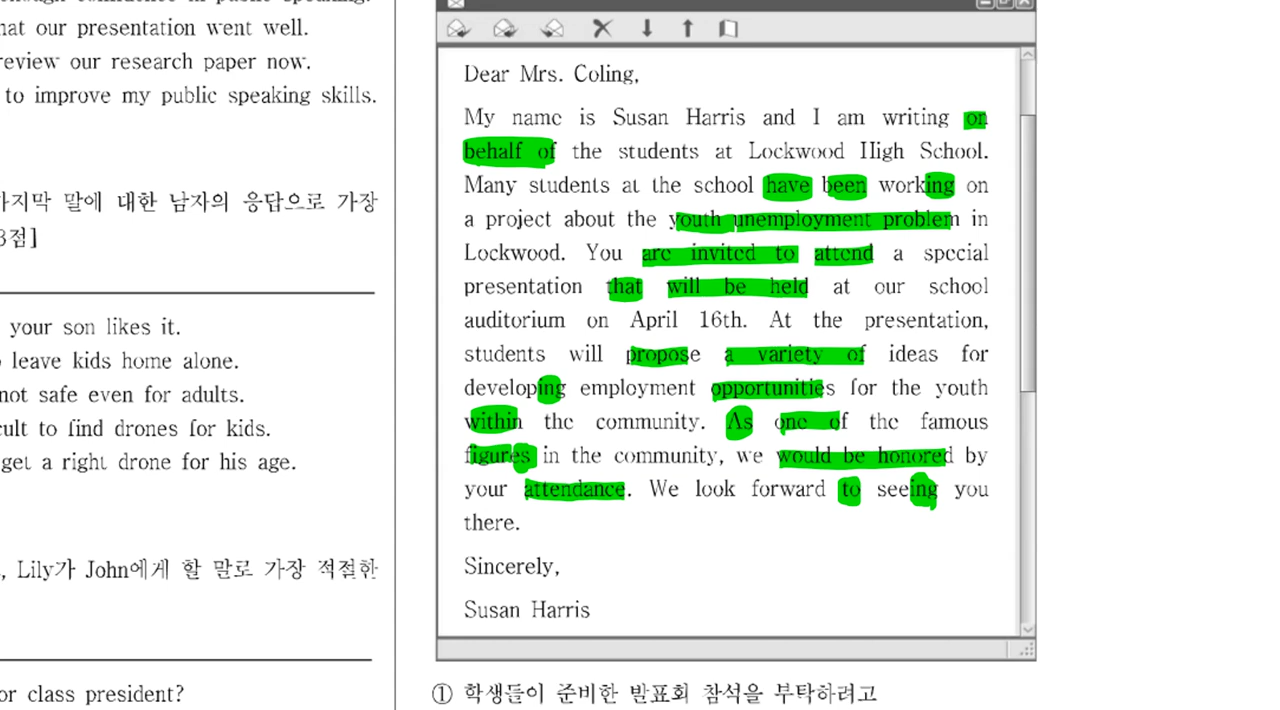 hat our presentation went well.
review our research paper now.
to improve my public speaking skills.
말에 대한 남자의 응답으로 가장
3점]
your son likes it.
leave kids home alone.
not safe even for adults.
cult to find drones for kids.
get a right drone for his age.
, Lily가 John에게 할 말로 가장 적절한
or class president?
Dear Mrs. Coling,
My name is Susan Harris and I am writing on
behalf of the students at Lockwood High School.
Many students at the school have been working on
a project about the youth unemployment problem in
Lockwood. You are invited to attend a special
presentation that will be held at our school
auditorium on April 16th. At the presentation,
students will propose a variety of ideas for
developing employment opportunities for the youth
within the community. As one of the famous
figures in the community, we would be honored by
your attendance. We look forward to seeing you
there.
Sincerely,
Susan Harris
① 학생들이 준비한 발표회 참석을 부탁하려고